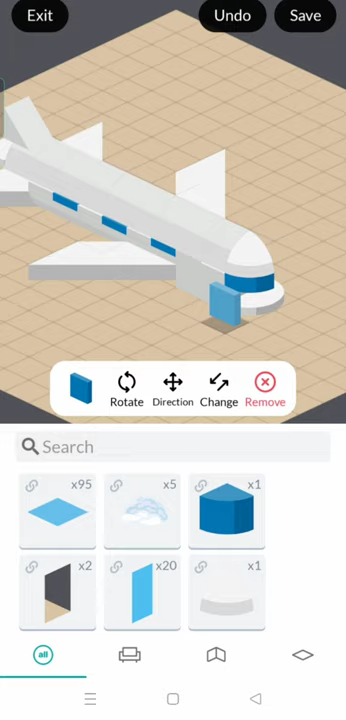 Exit Undo Save
Rotate Direction Change Remove
Search
x95 x5 x1
x2 x20 x1
all